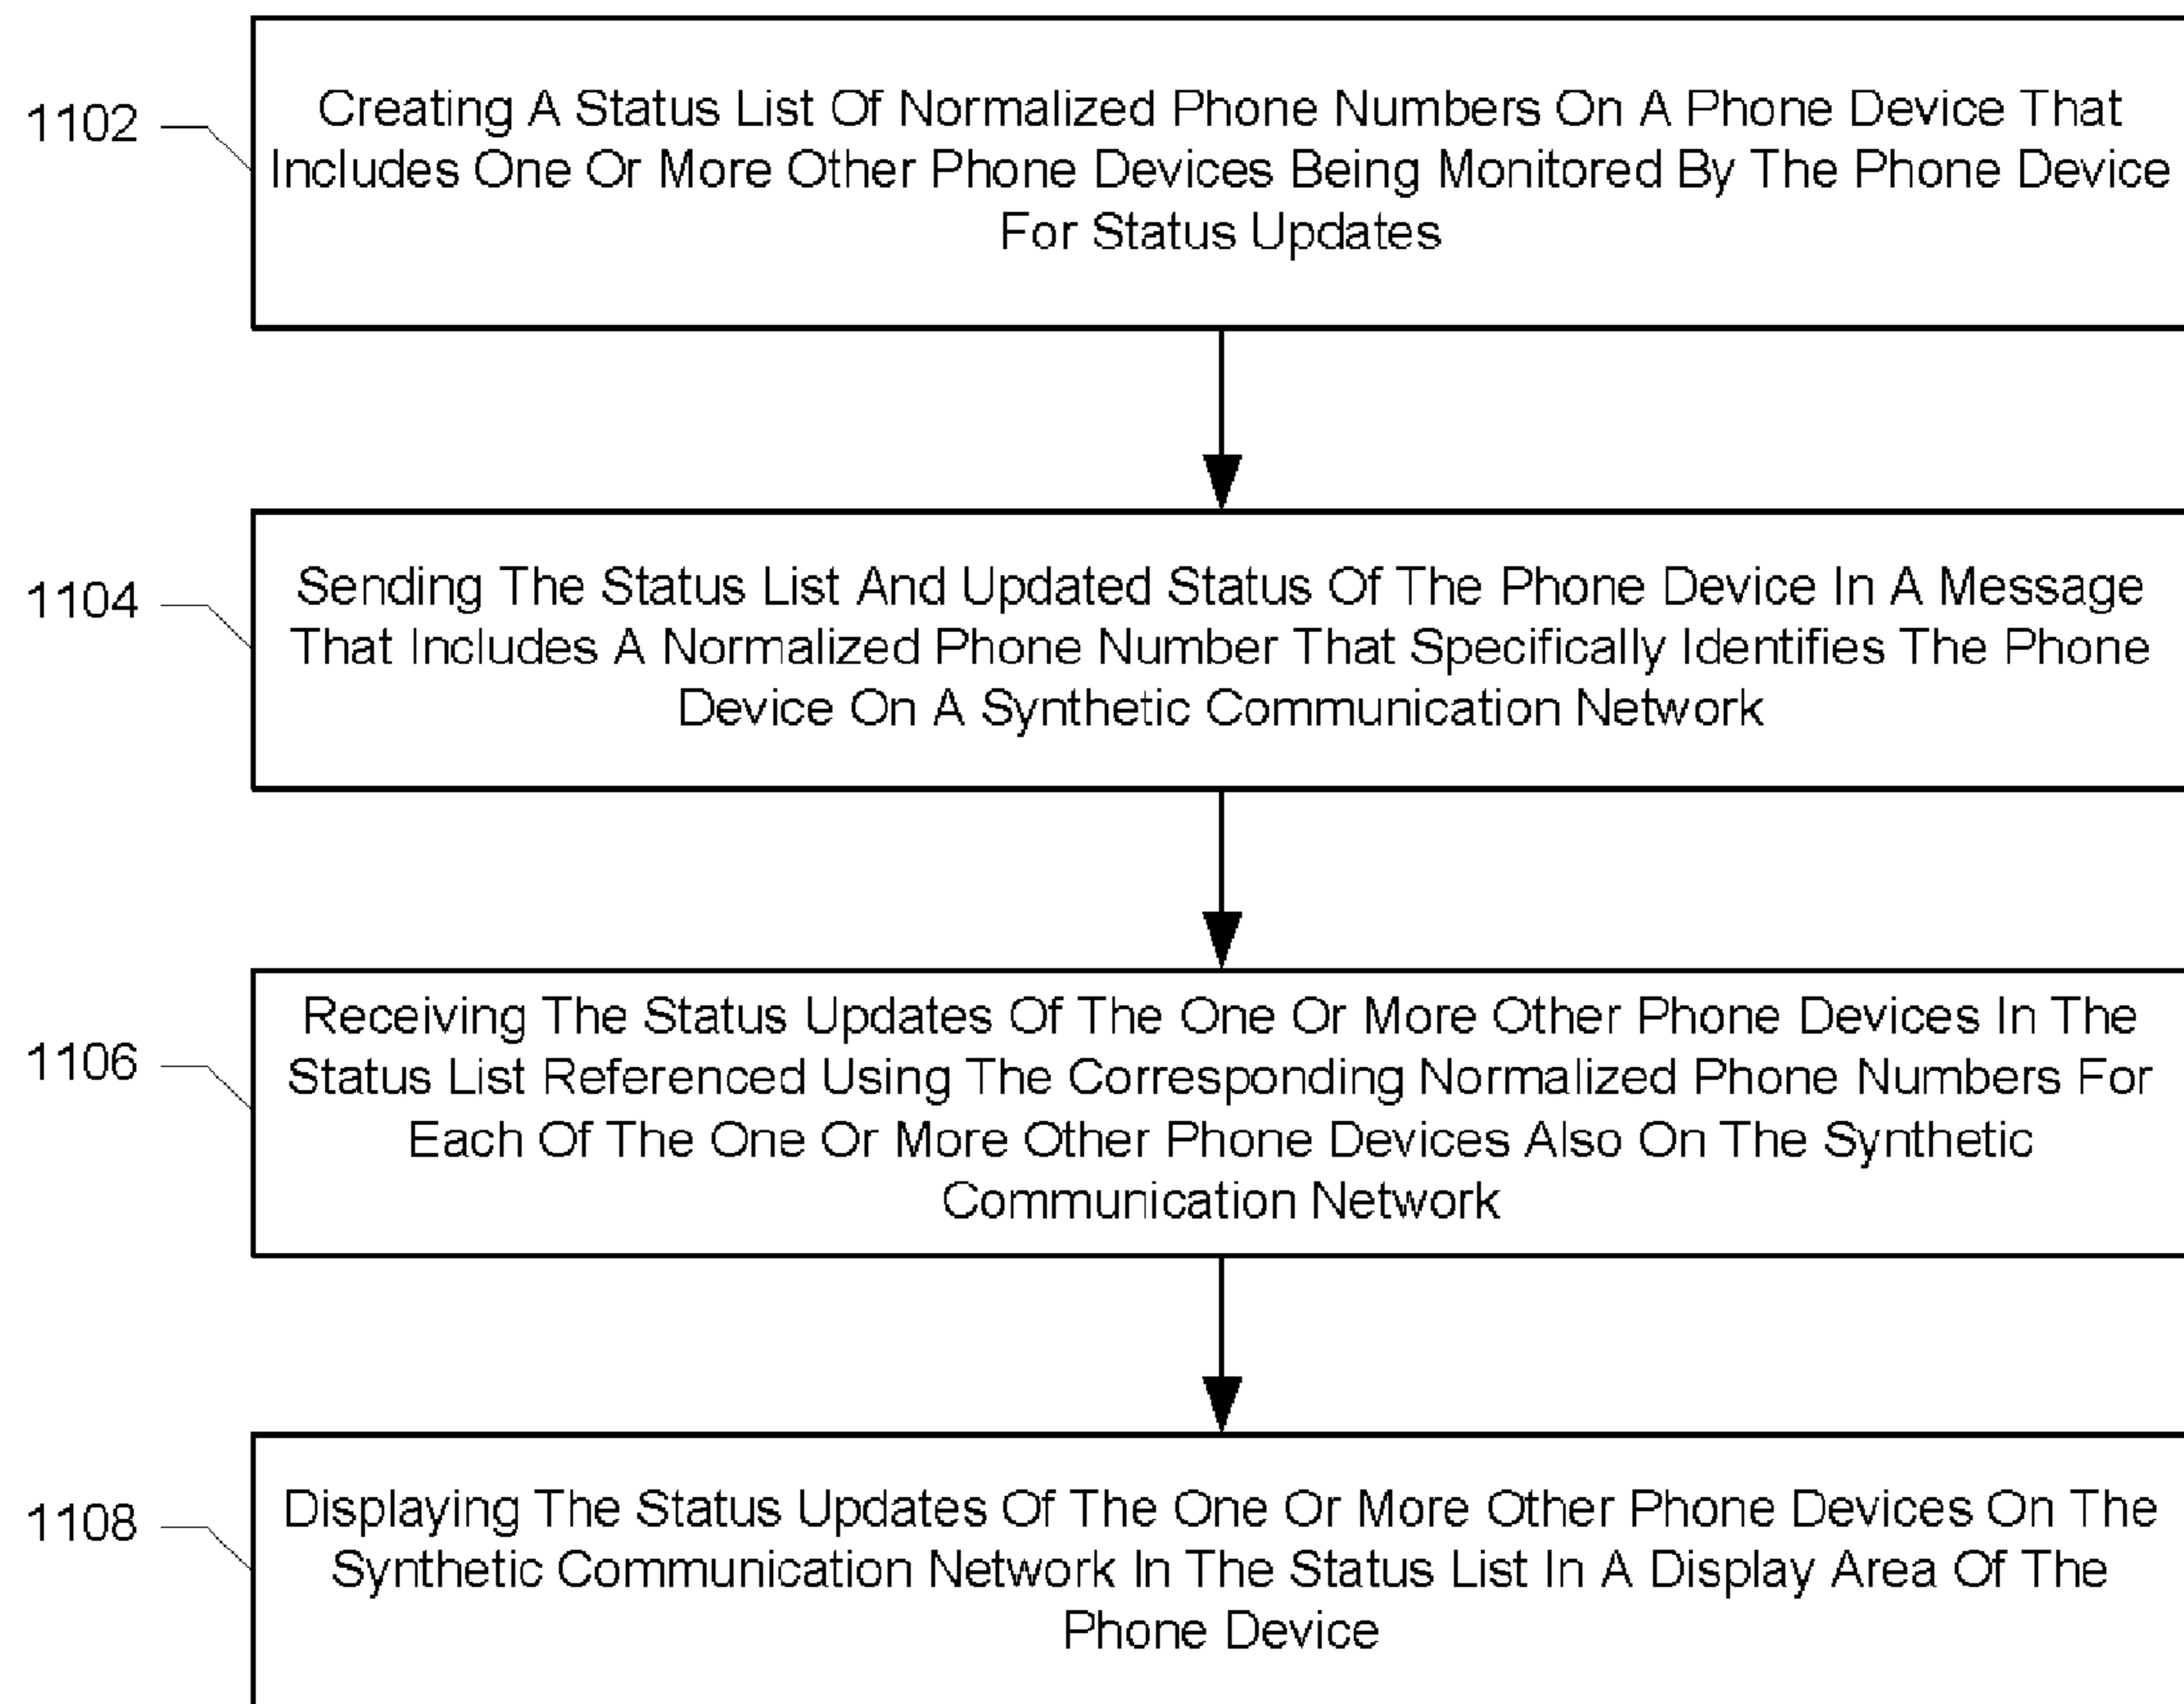 1102
Creating A Status List Of Normalized Phone Numbers On A Phone Device That
Includes One Or More Other Phone Devices Being Monitored By The Phone Device
For Status Updates
1104
Sending The Status List And Updated Status Of The Phone Device In A Message
That Includes A Normalized Phone Number That Specifically Identifies The Phone
Device On A Synthetic Communication Network
1106
Receiving The Status Updates Of The One Or More Other Phone Devices In The
Status List Referenced Using The Corresponding Normalized Phone Numbers For
Each Of The One Or More Other Phone Devices Also On The Synthetic
Communication Network
1108
Displaying The Status Updates Of The One Or More Other Phone Devices On The
Synthetic Communication Network In The Status List In A Display Area Of The
Phone Device